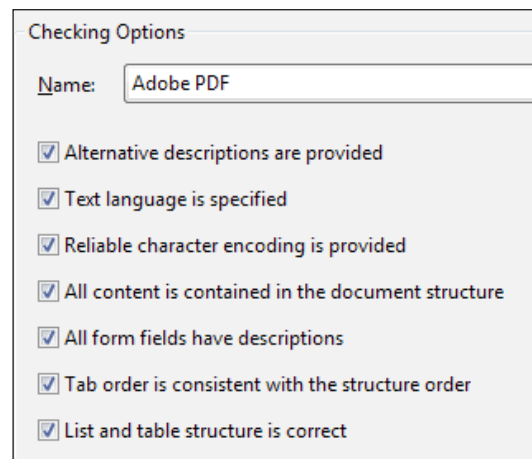 Checking Options
Name: Adobe PDF
Alternative descriptions are provided
Text language is specified
Reliable character encoding is provided
All content is contained in the document structure
All form fields have descriptions
Tab order is consistent with the structure order
List and table structure is correct